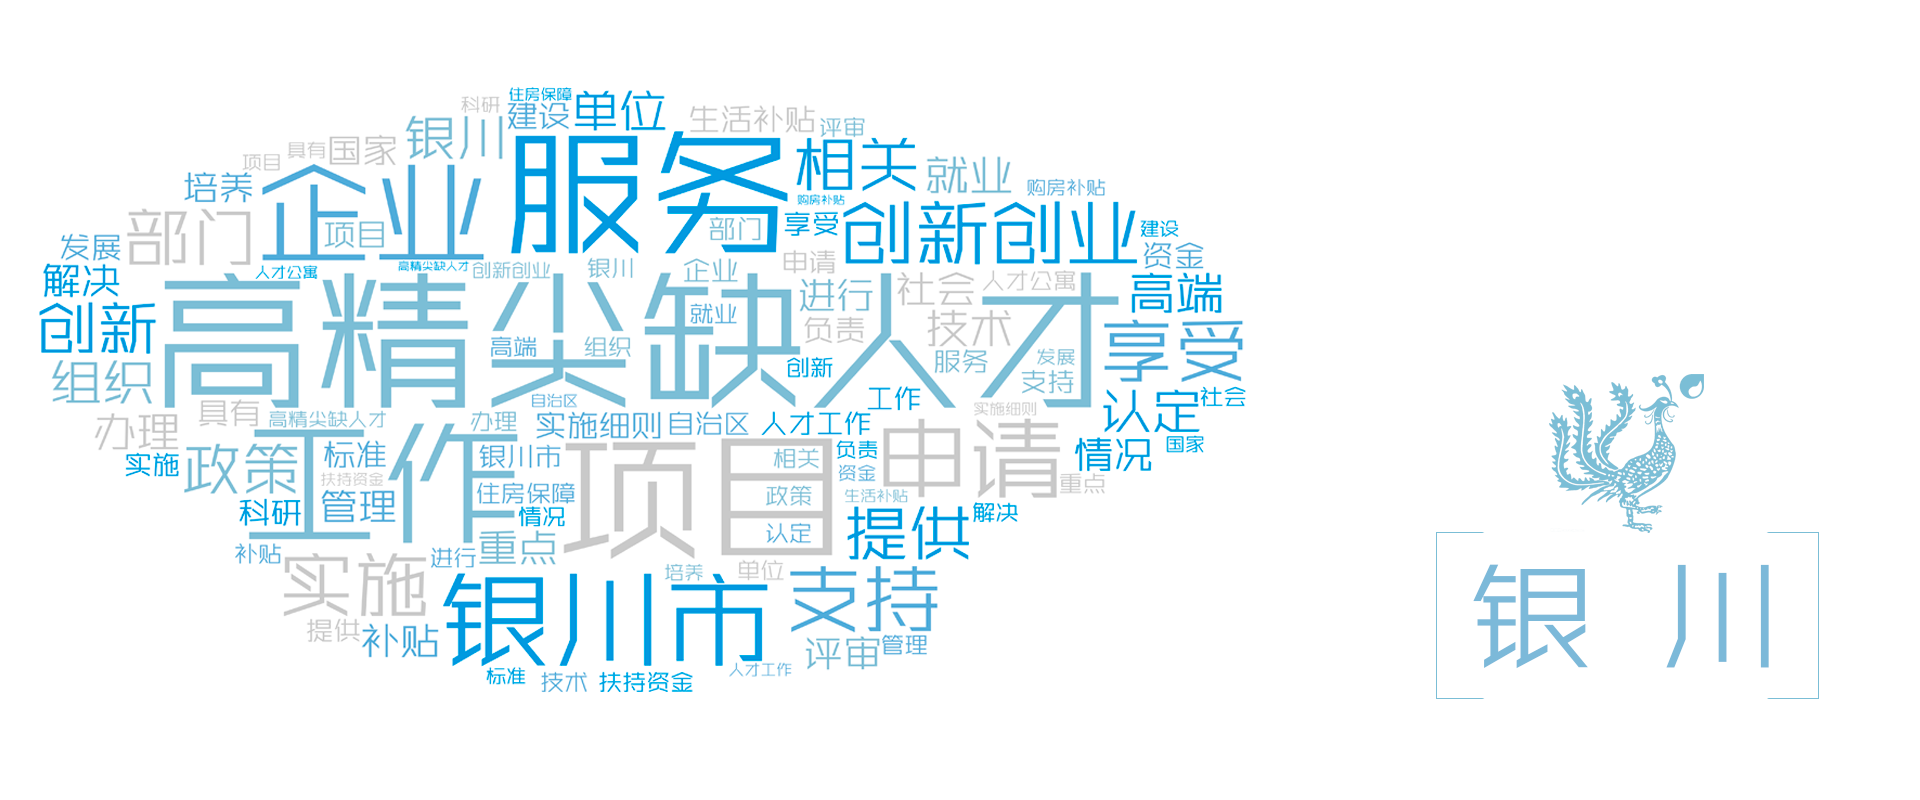 住房保障
科研
建设
单位
生活补贴
评审
银川
国家
具有
项目
服务
相关
就业
培养
企业
购房补贴
购房补贴
创新创业
享受
部门
部门
项目
建设
发展
资金
解决
人才公寓
高精尖缺人才
创新创业
银川
企业
申请
社会
人才公寓
高端
进行
高精尖缺人才
创新
就业
负责
技术
享受
高端
组织
服务
发展
组织
创新
支持
自治区
工作
认定
社会
具有
高精尖缺人才
办理
实施细则
自治区
人才工作
实施细则
办理
工作
项目
申请
国家
实施
政策
标准
银川市
相关
负责
情况
扶持资金
资金
重点
住房保障
政策
生活补贴
科研
管理
情况
认定
提供
解决
补贴
进行
重点
实施
培养
单位
银川市
支持
提供
补贴
评审
管理
标准
技术
扶持资金
人才工作
银 川